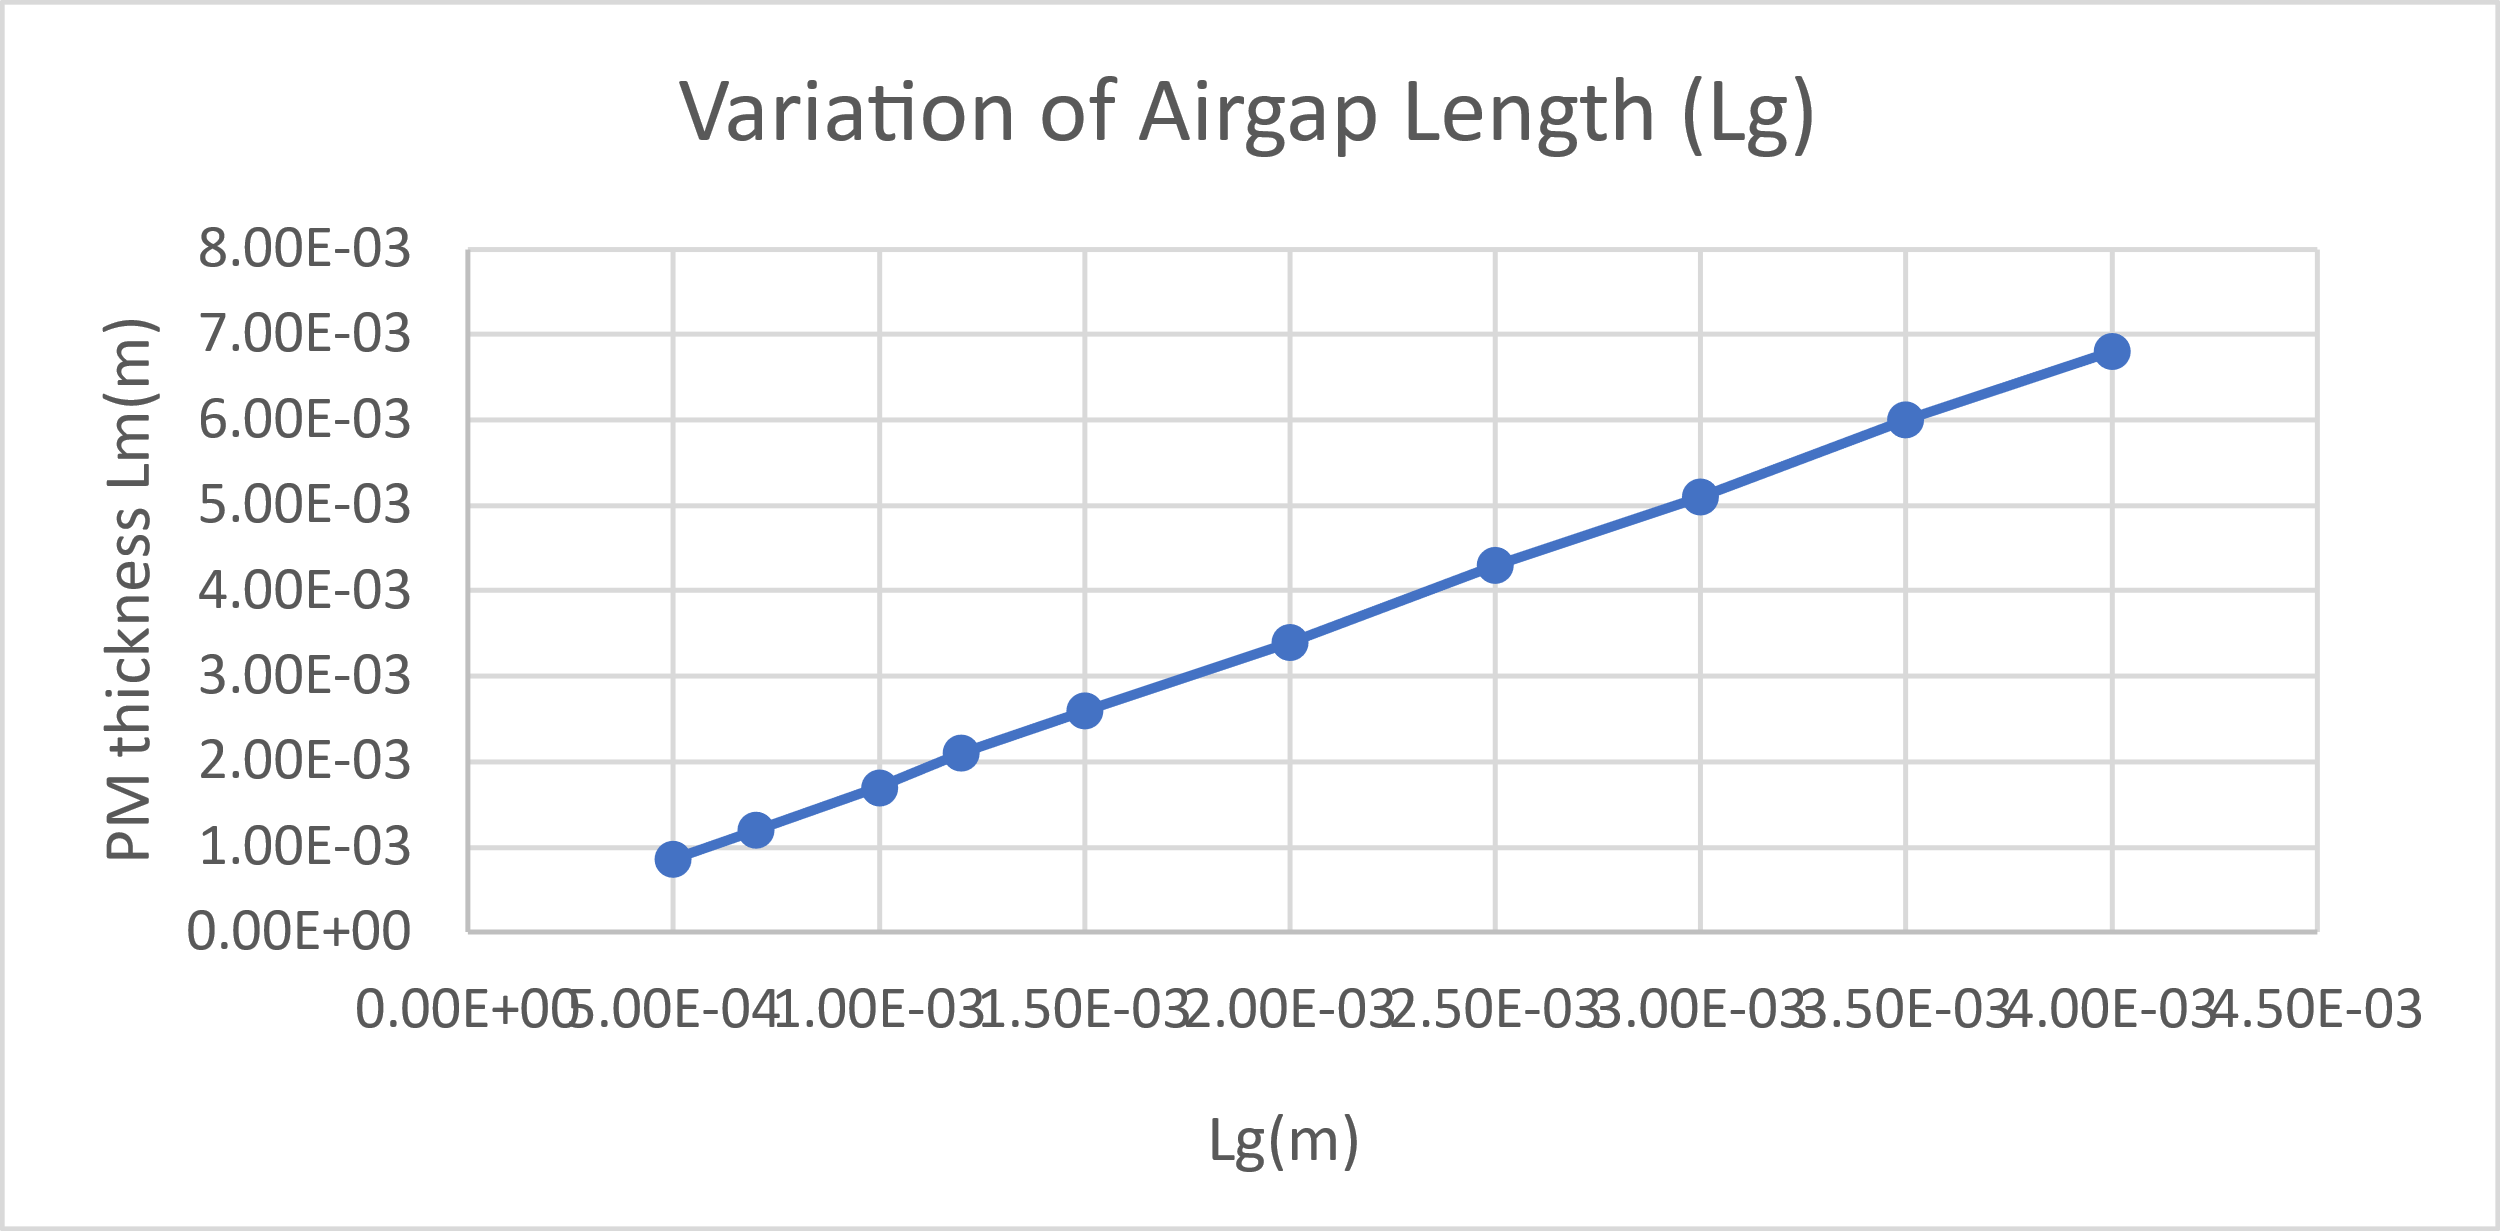 Variation of Airgap Length (Lg)
PM thickness Lm(m)
8.00E-03
7.00E-03
6.00E-03
5.00E-03
4.00E-03
3.00E-03
2.00E-03
1.00E-03
0.00E+00
0.00E+00 5.00E-04 1.00E-03 1.50E-03 2.00E-03 2.50E-03 3.00E-03 3.50E-03 4.00E-03 4.50E-03
Lg(m)